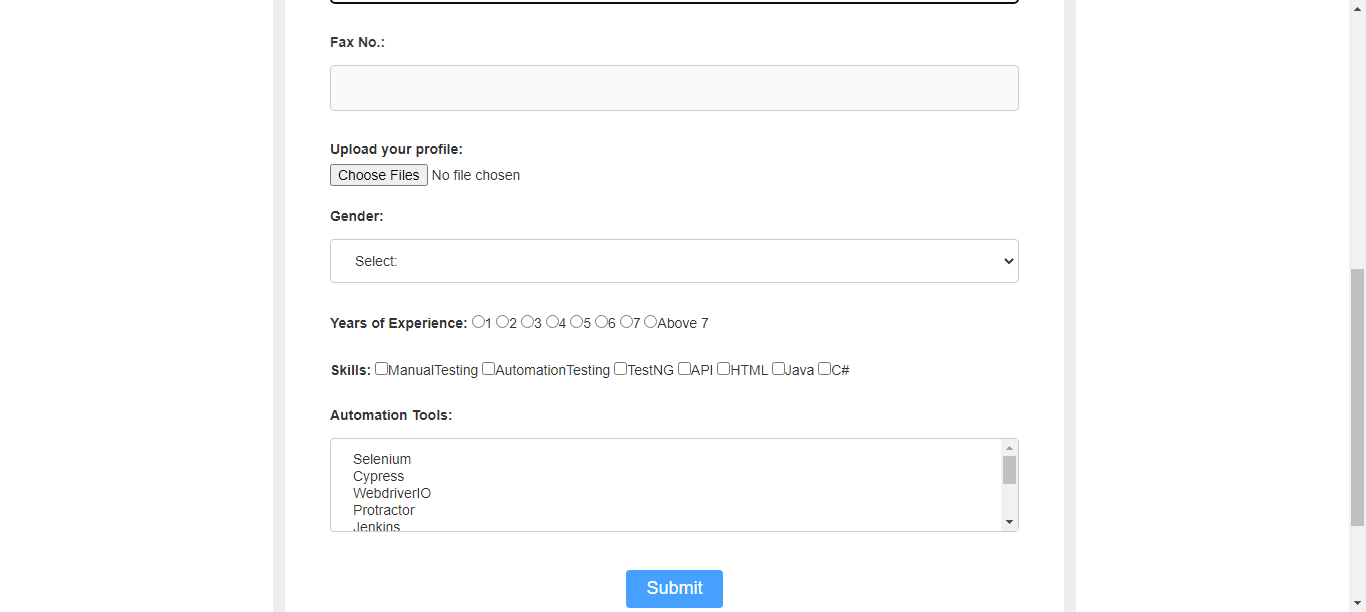 Fax No.:
Upload your profile:
Choose Files No file chosen
Gender:
Select:
Years of Experience: 1 2 3 4 5 6 7 Above 7
Skills: ManualTesting AutomationTesting TestNG API HTML Java C#
Automation Tools:
Selenium
Cypress
WebdriverIO
Protractor
Jenkins
Submit